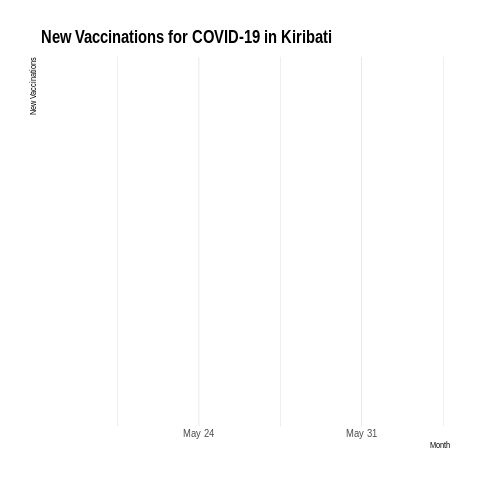 New Vaccinations for COVID-19 in Kiribati
New Vaccinations
May 24
May 31
Month